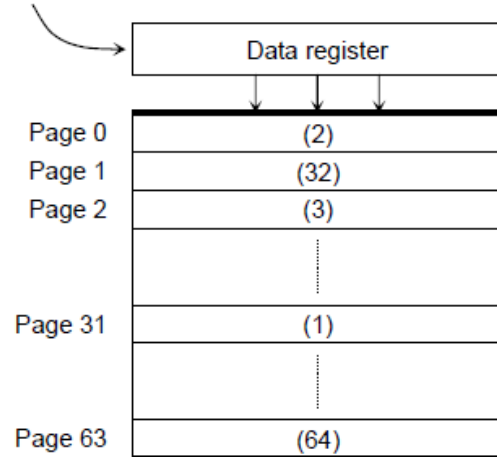 Data register
Page 0 (2)
Page 1 (32)
Page 2 (3)
Page 31 (1)
Page 63 (64)